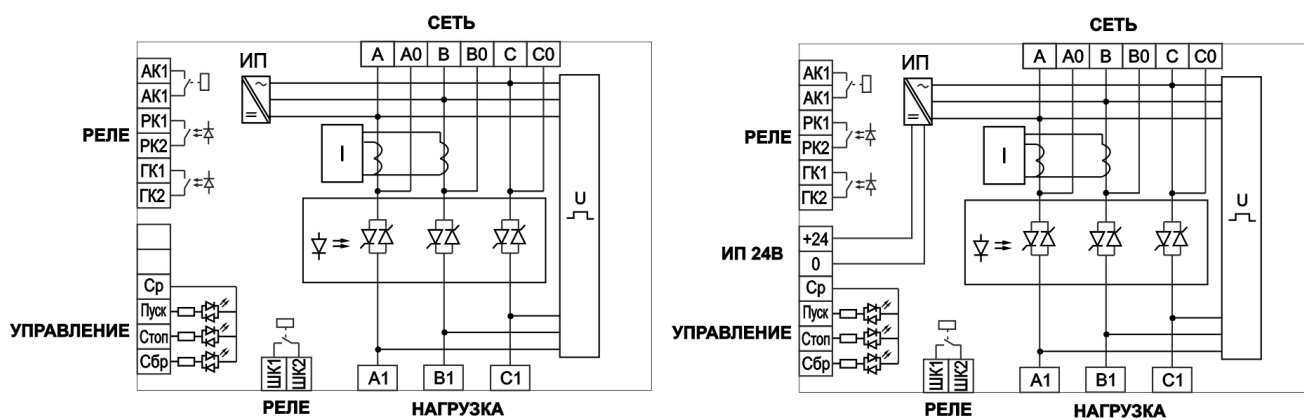 СЕТЬ
A A0 B B0 C C0
ИП
АК1
АК1
РК1
РЕЛЕ
РК2
ГК1
ГК2
I
U
Ср
Пуск
УПРАВЛЕНИЕ
Стоп
Сбр
ШК1
ШК2
A1 B1 C1
РЕЛЕ
НАГРУЗКА
СЕТЬ
A A0 B B0 C C0
ИП
АК1
АК1
РК1
РЕЛЕ
РК2
ГК1
ГК2
I
U
+24
ИП 24В
0
Ср
Пуск
УПРАВЛЕНИЕ
Стоп
Сбр
ШК1
ШК2
A1 B1 C1
РЕЛЕ
НАГРУЗКА